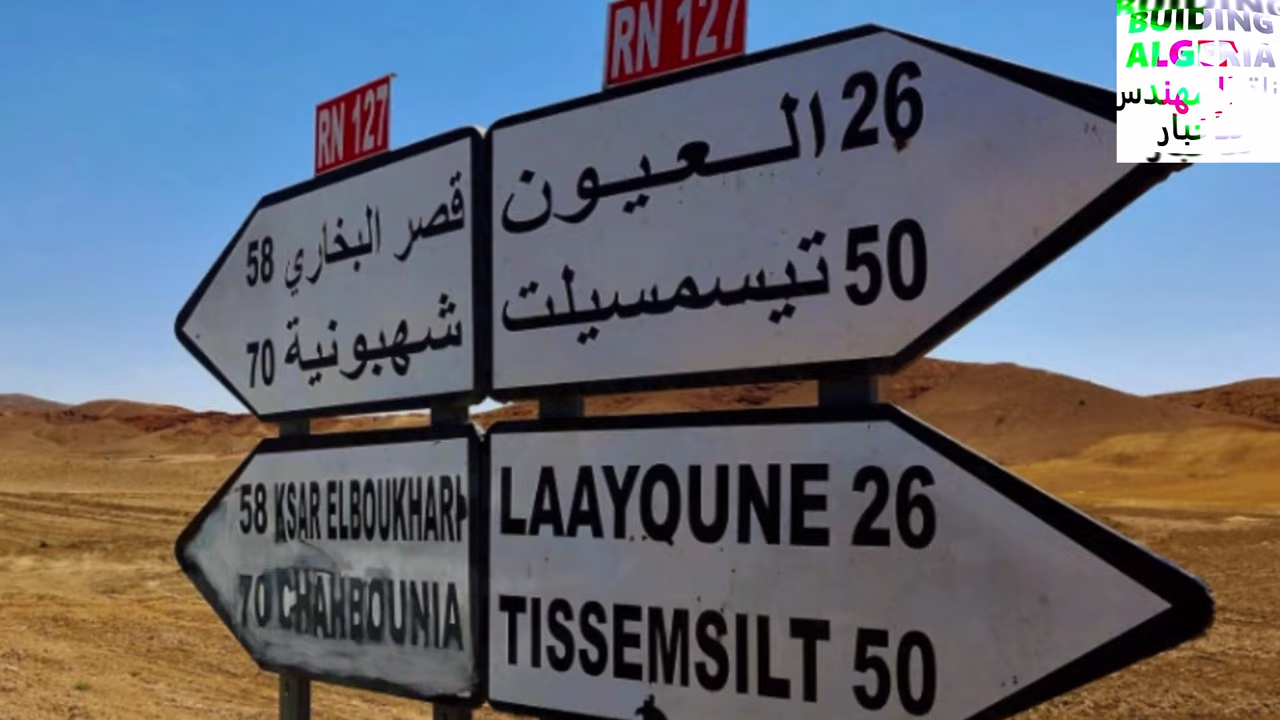 RN 127
58 قصر البخاري
70 شهبونية
RN 127
العيون 26
تيسمسيلت 50
58 KSAR ELBOUKHARI
70 CHAHBOUNIA
LAAYOUNE 26
TISSEMSILT 50
BUIDING
ALGERIA